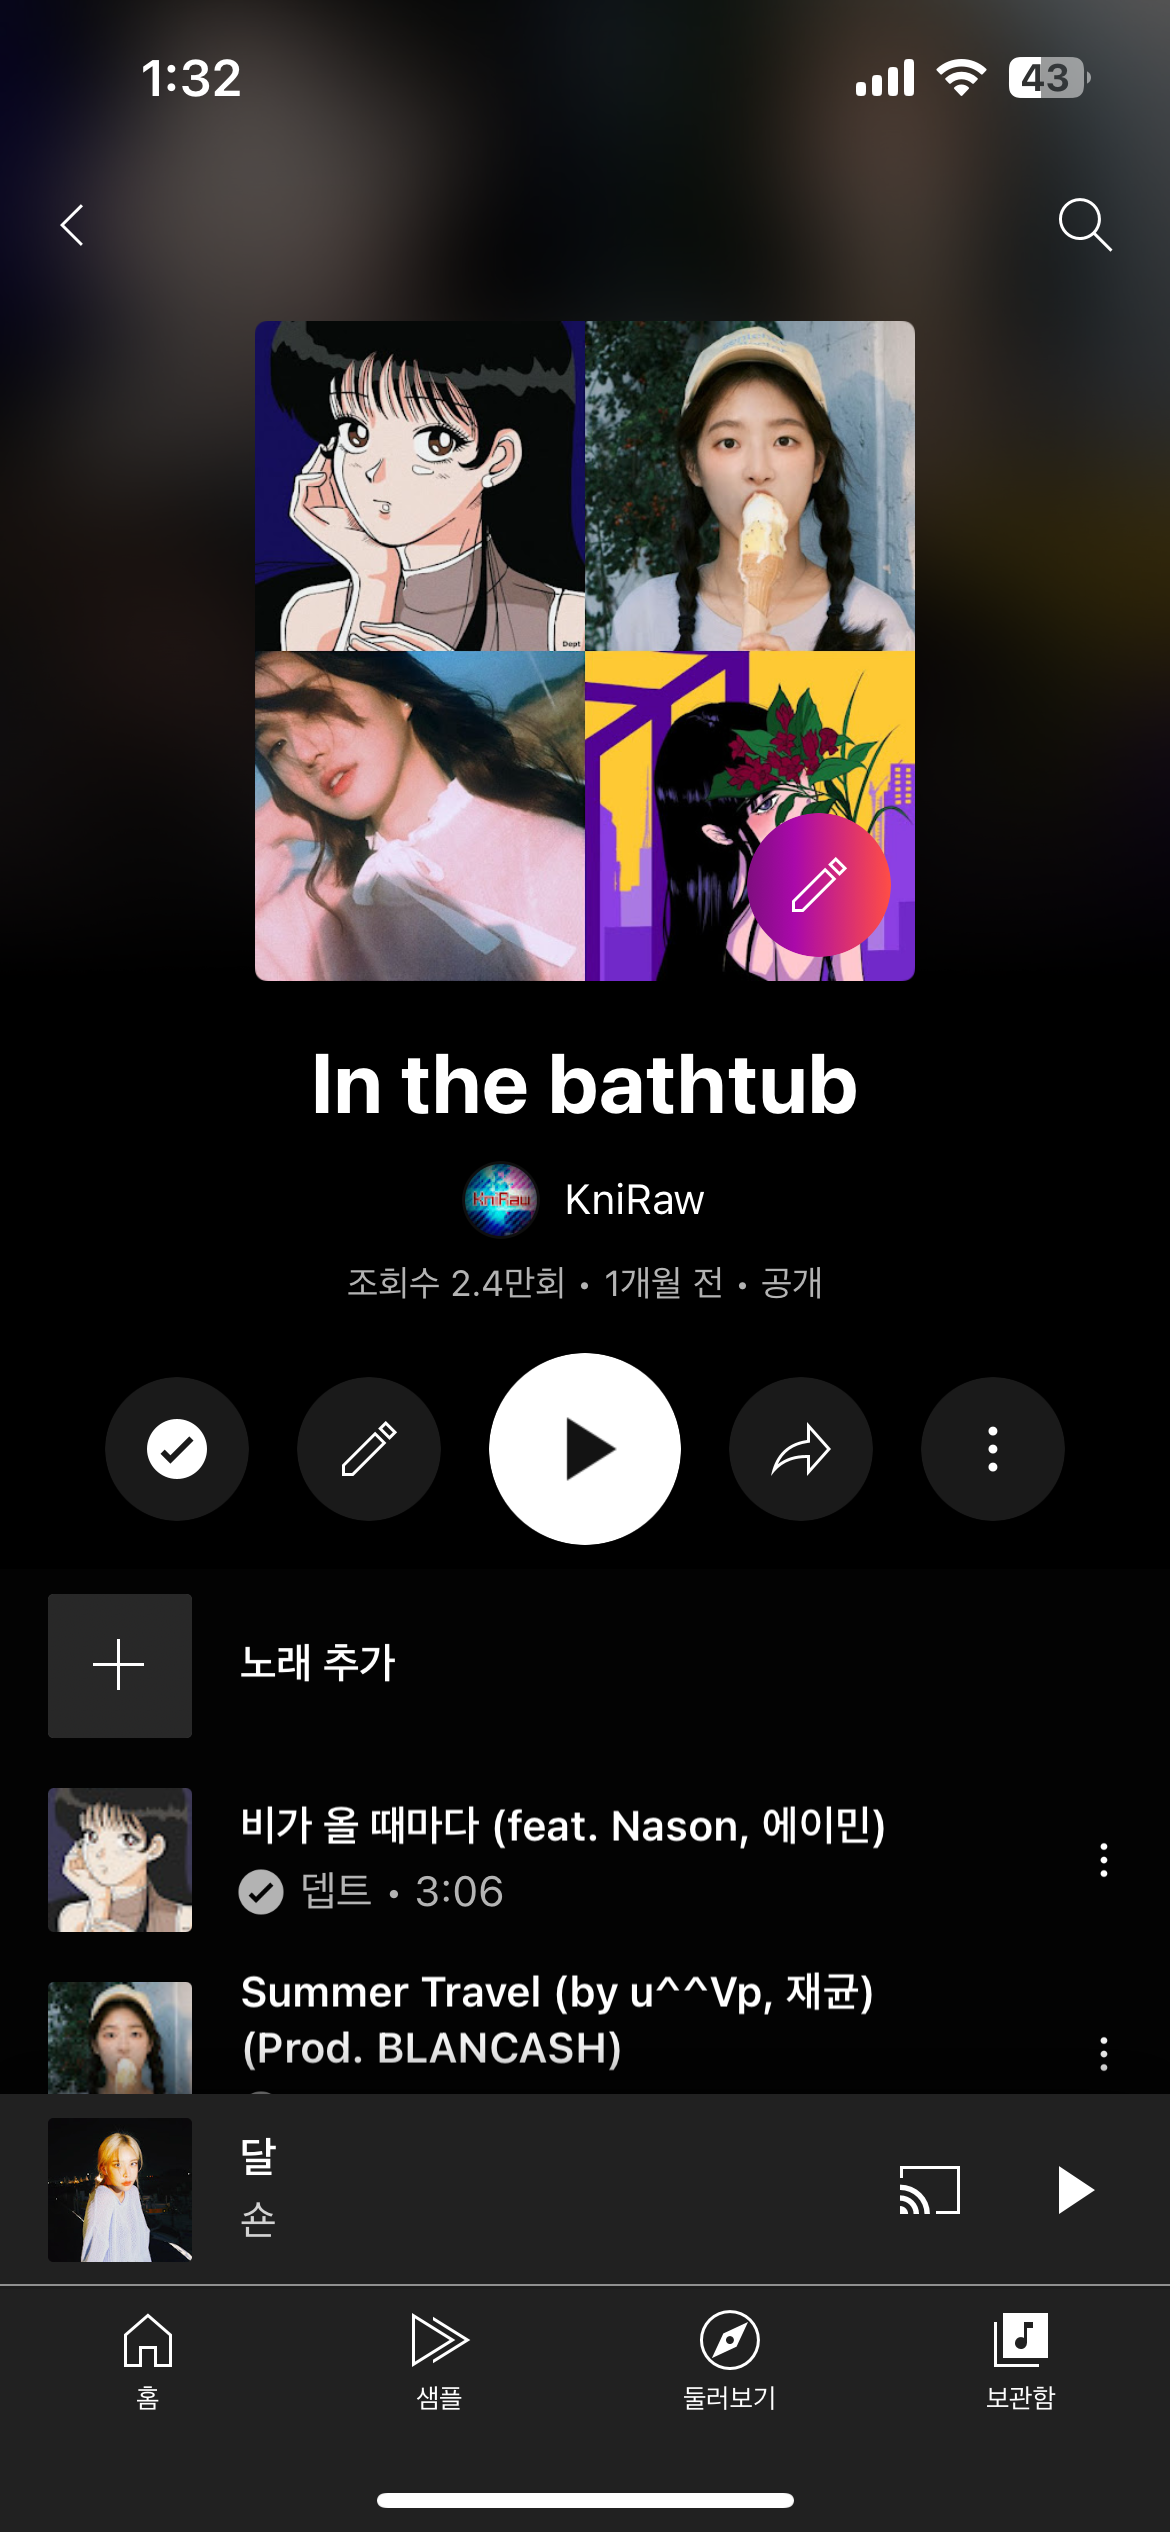 1:32
43
Dept
In the bathtub
KniRaw
KniRaw
조회수 2.4만회 • 1개월 전 • 공개
노래 추가
비가 올 때마다 (feat. Nason, 에이민)
뎁트 • 3:06
Summer Travel (by u^^Vp, 재균)
(Prod. BLANCASH)
달
숀
홈
샘플
둘러보기
보관함